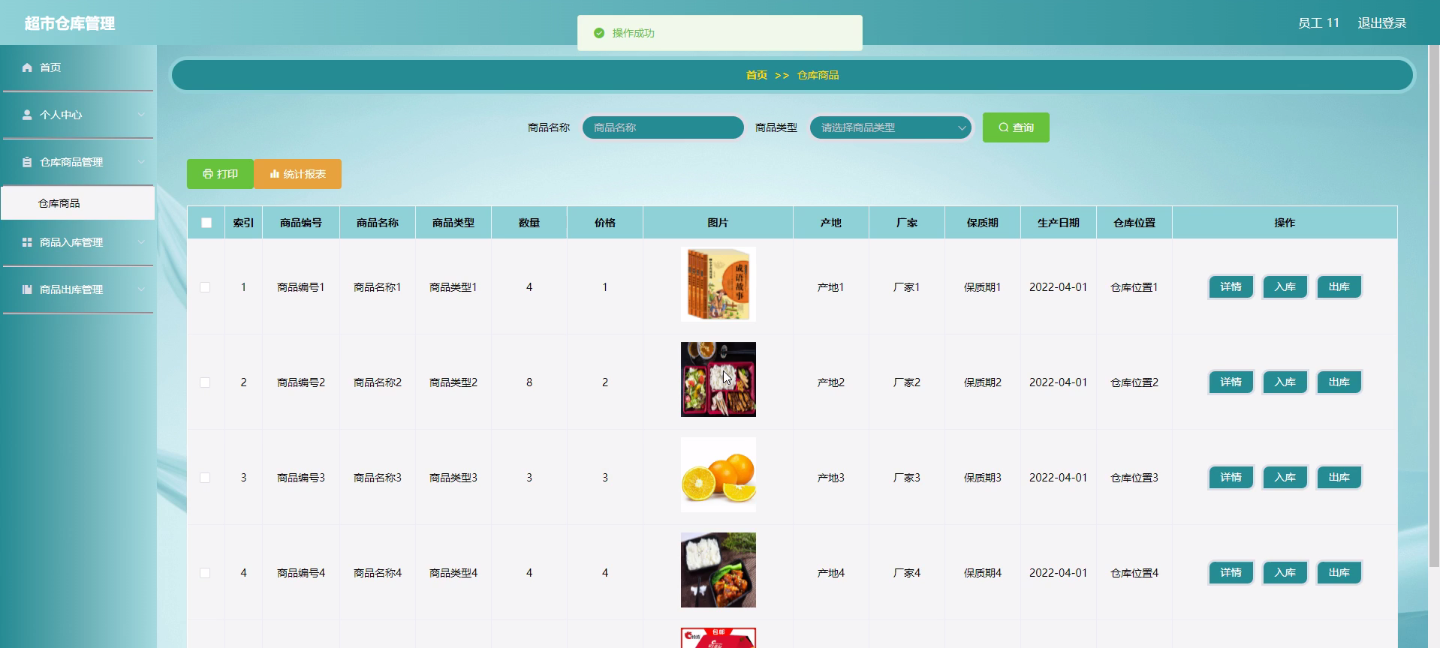 超市仓库管理
操作成功
员工 11 退出登录
首页
个人中心
仓库商品管理
仓库商品
商品入库管理
商品出库管理
首页 >> 仓库商品
商品名称 商品名称 商品类型 请选择商品类型 查询
打印 统计报表
索引 商品编号 商品名称 商品类型 数量 价格 图片 产地 厂家 保质期 生产日期 仓库位置 操作
1 商品编号1 商品名称1 商品类型1 4 1 成语故事 产地1 厂家1 保质期1 2022-04-01 仓库位置1 详情 入库 出库
2 商品编号2 商品名称2 商品类型2 8 2 产地2 厂家2 保质期2 2022-04-01 仓库位置2 详情 入库 出库
3 商品编号3 商品名称3 商品类型3 3 3 产地3 厂家3 保质期3 2022-04-01 仓库位置3 详情 入库 出库
4 商品编号4 商品名称4 商品类型4 4 4 产地4 厂家4 保质期4 2022-04-01 仓库位置4 详情 入库 出库